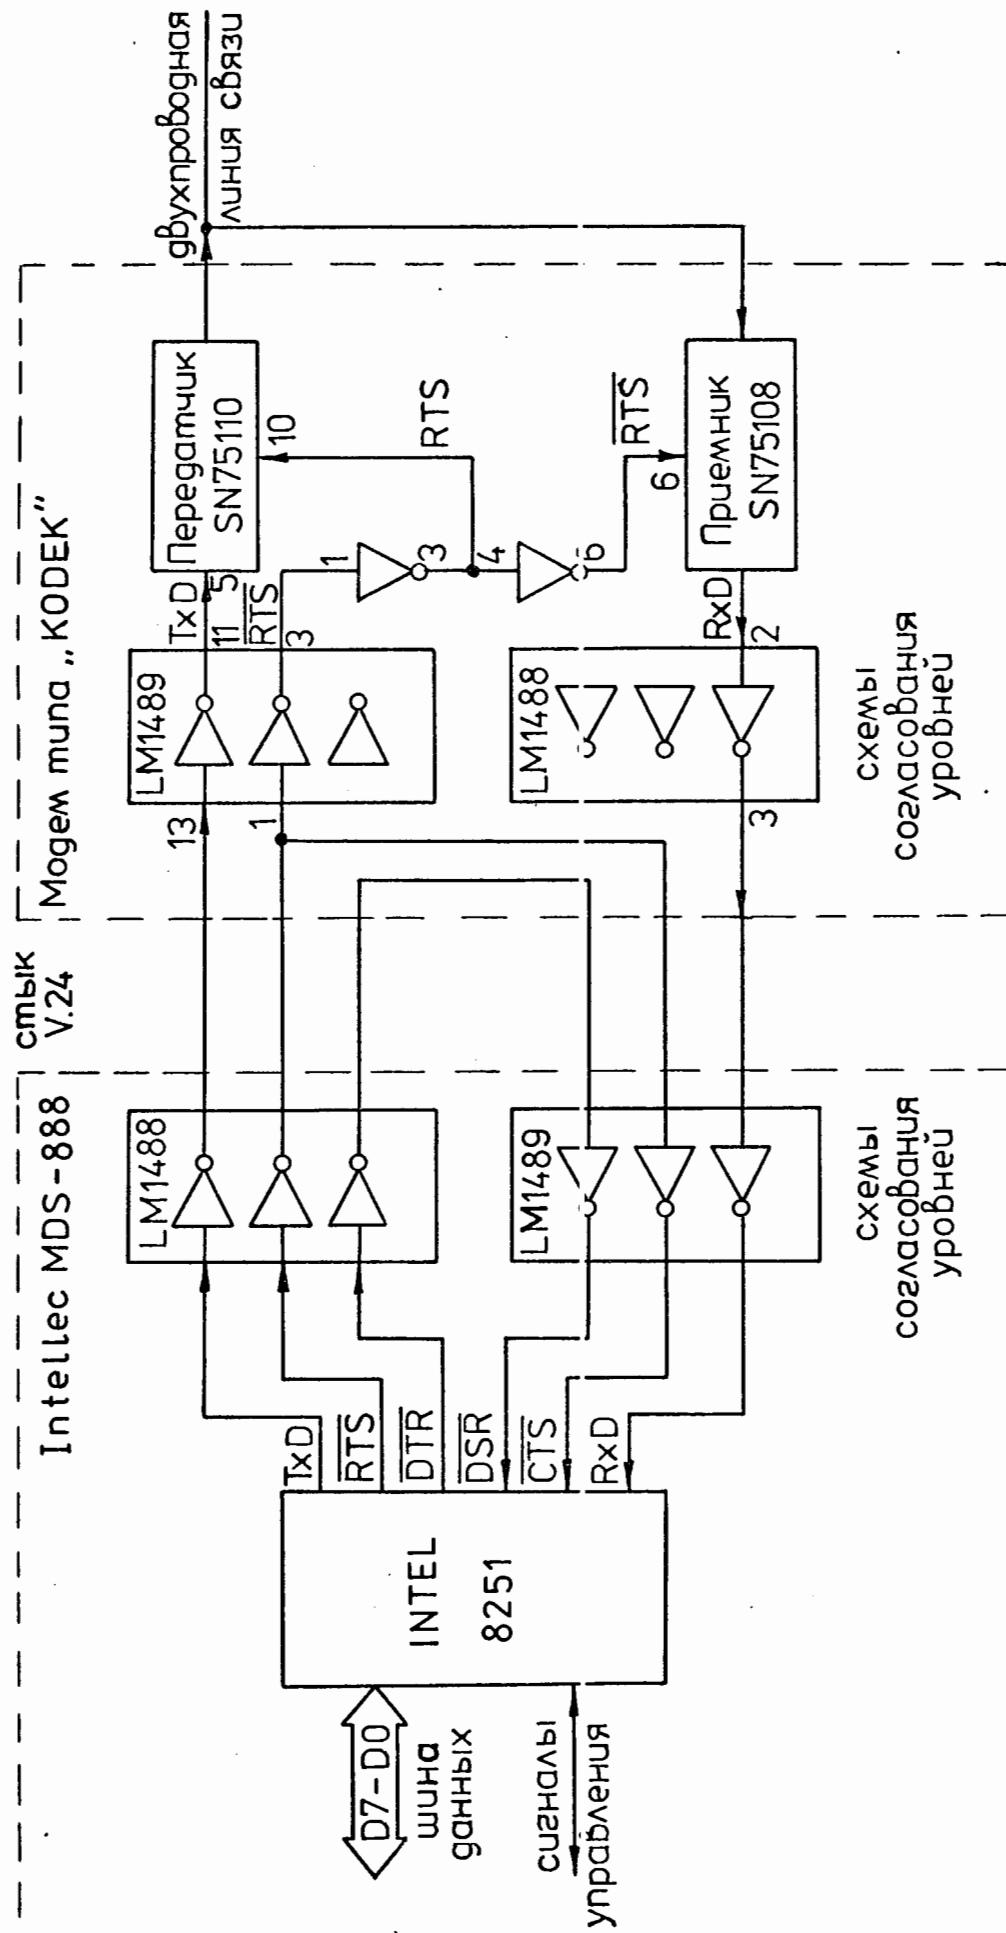 Intellec MDS-888
стык
V.24
Модем типа „KODEK”
D7-D0
шина
данных
сигналы
управления
INTEL
8251
TxD
RTS
DTR
DSR
CTS
RxD
LM1488
LM1489
схемы
согласования
уровней
13
1
LM1489
TxD
11
5
RTS
3
Передатчик
SN75110
10
1
3
RTS
4
6
RTS
6
LM1488
3
RxD
2
Приемник
SN75108
схемы
согласования
уровней
двухпроводная
линия связи